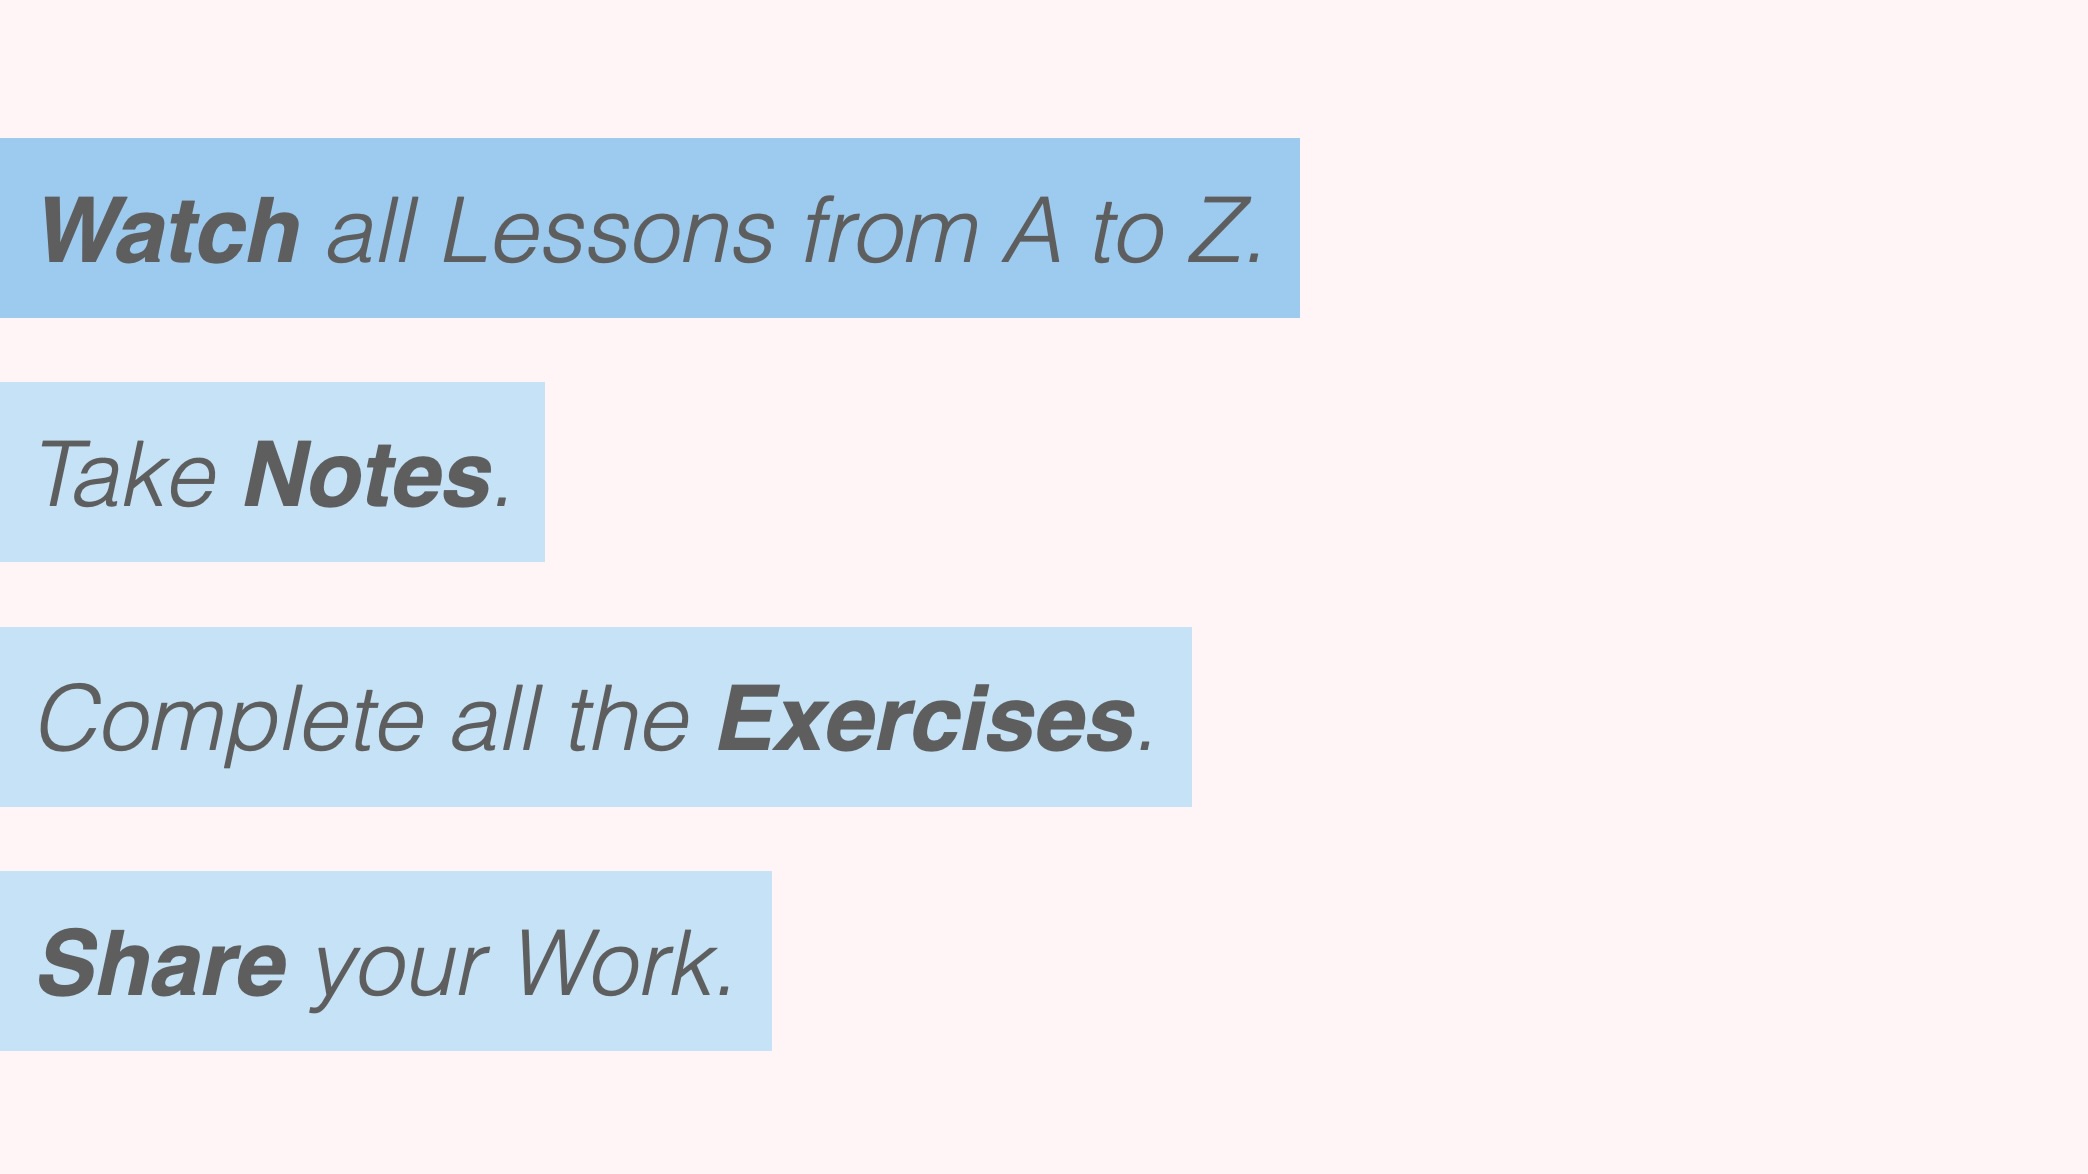 Watch all Lessons from A to Z.
Take Notes.
Complete all the Exercises.
Share your Work.